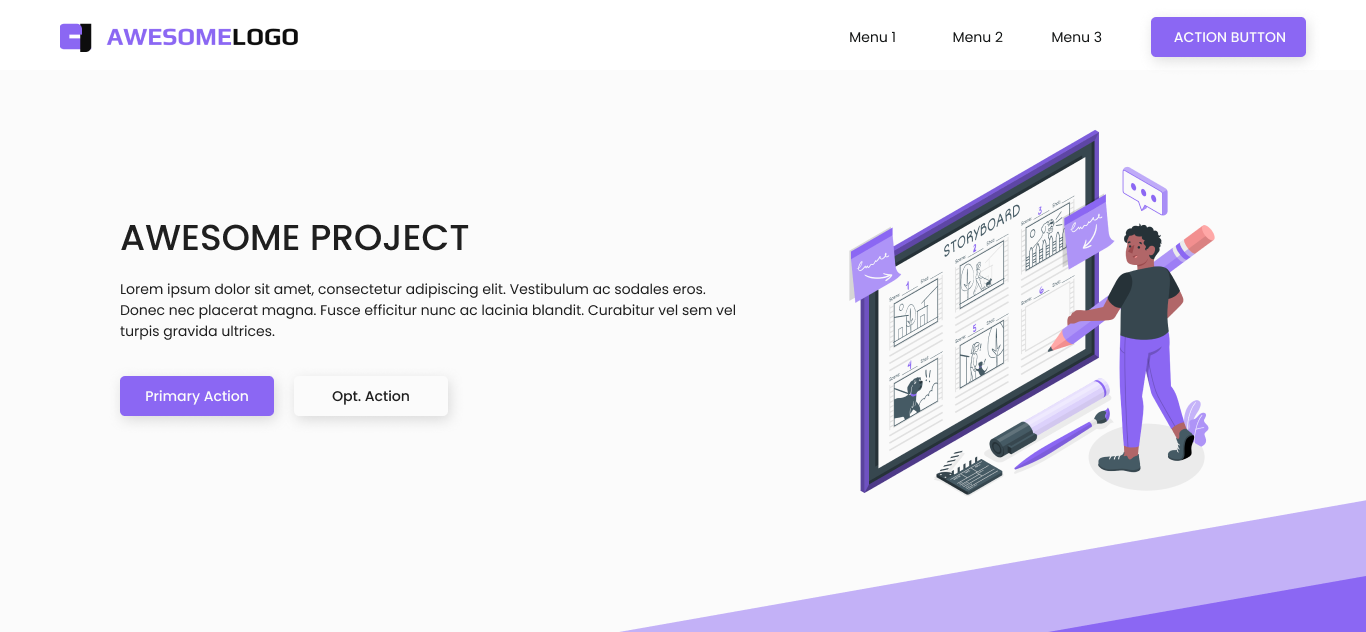 AWESOMELOGO
Menu 1
Menu 2
Menu 3
ACTION BUTTON
AWESOME PROJECT
Lorem ipsum dolor sit amet, consectetur adipiscing elit. Vestibulum ac sodales eros.
Donec nec placerat magna. Fusce efficitur nunc ac lacinia blandit. Curabitur vel sem vel
turpis gravida ultrices.
Primary Action
Opt. Action
STORYBOARD
1
2
3
4
5
6